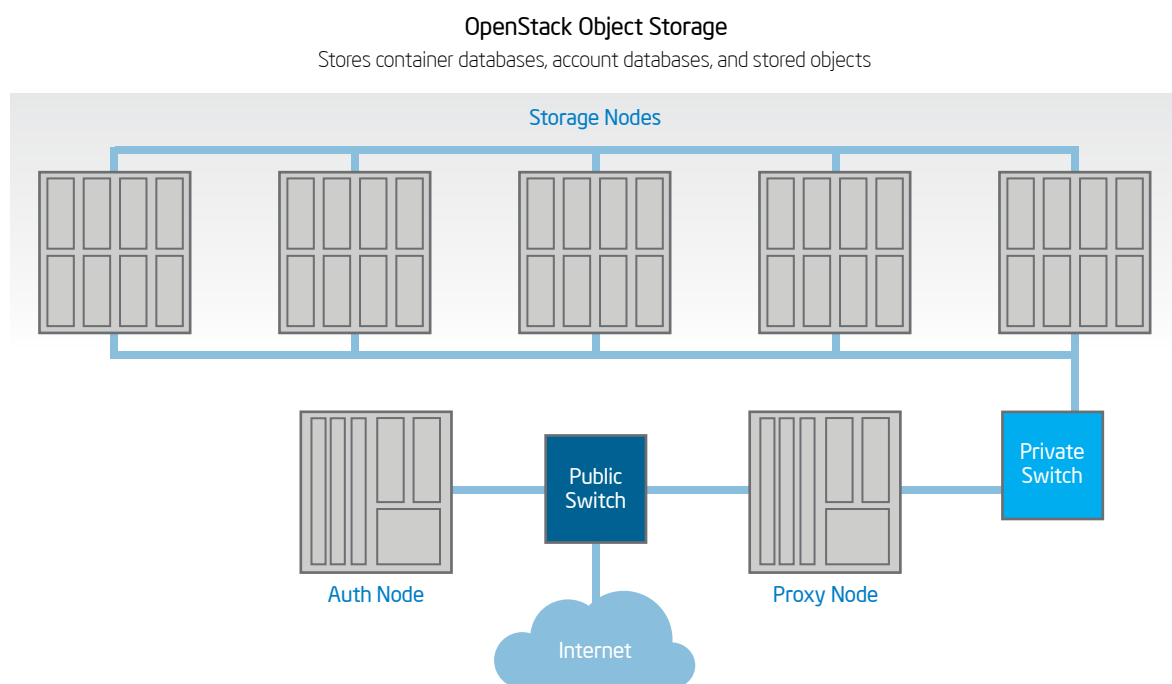 OpenStack Object Storage
Stores container databases, account databases, and stored objects
Storage Nodes
Private
Switch
Public
Switch
Auth Node
Proxy Node
Internet